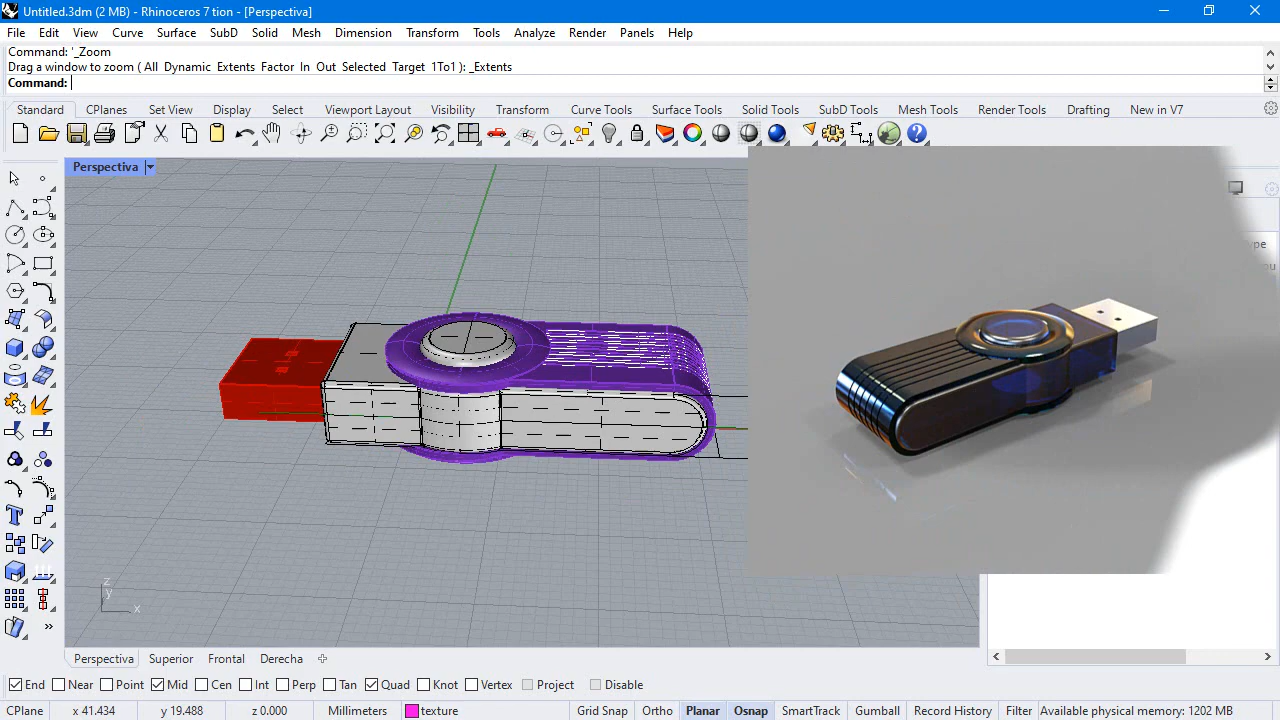 Untitled.3dm (2 MB) - Rhinoceros 7 tion - [Perspectiva]
File Edit View Curve Surface SubD Solid Mesh Dimension Transform Tools Analyze Render Panels Help
Command: '_Zoom
Drag a window to zoom ( All Dynamic Extents Factor In Out Selected Target 1To1 ): _Extents
Command:
Standard CPlanes Set View Display Select Viewport Layout Visibility Transform Curve Tools Surface Tools Solid Tools SubD Tools Mesh Tools Render Tools Drafting New in V7
Perspectiva
ype
ou
z
y
x
Perspectiva Superior Frontal Derecha
End Near Point Mid Cen Int Perp Tan Quad Knot Vertex Project Disable
CPlane x 41.434 y 19.488 z 0.000 Millimeters texture Grid Snap Ortho Planar Osnap SmartTrack Gumball Record History Filter Available physical memory: 1202 MB